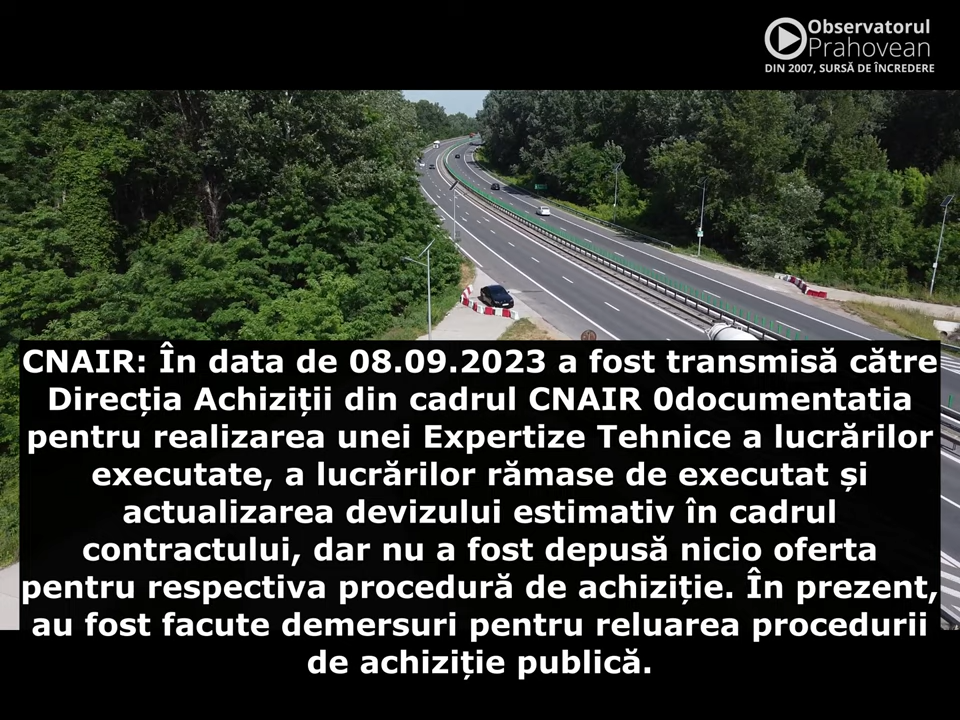 Observatorul
Prahovean
DIN 2007, SURSĂ DE ÎNCREDERE
CNAIR: În data de 08.09.2023 a fost transmisă către
Direcția Achiziții din cadrul CNAIR 0documentatia
pentru realizarea unei Expertize Tehnice a lucrărilor
executate, a lucrărilor rămase de executat și
actualizarea devizului estimativ în cadrul
contractului, dar nu a fost depusă nicio oferta
pentru respectiva procedură de achiziție. În prezent,
au fost facute demersuri pentru reluarea procedurii
de achiziție publică.